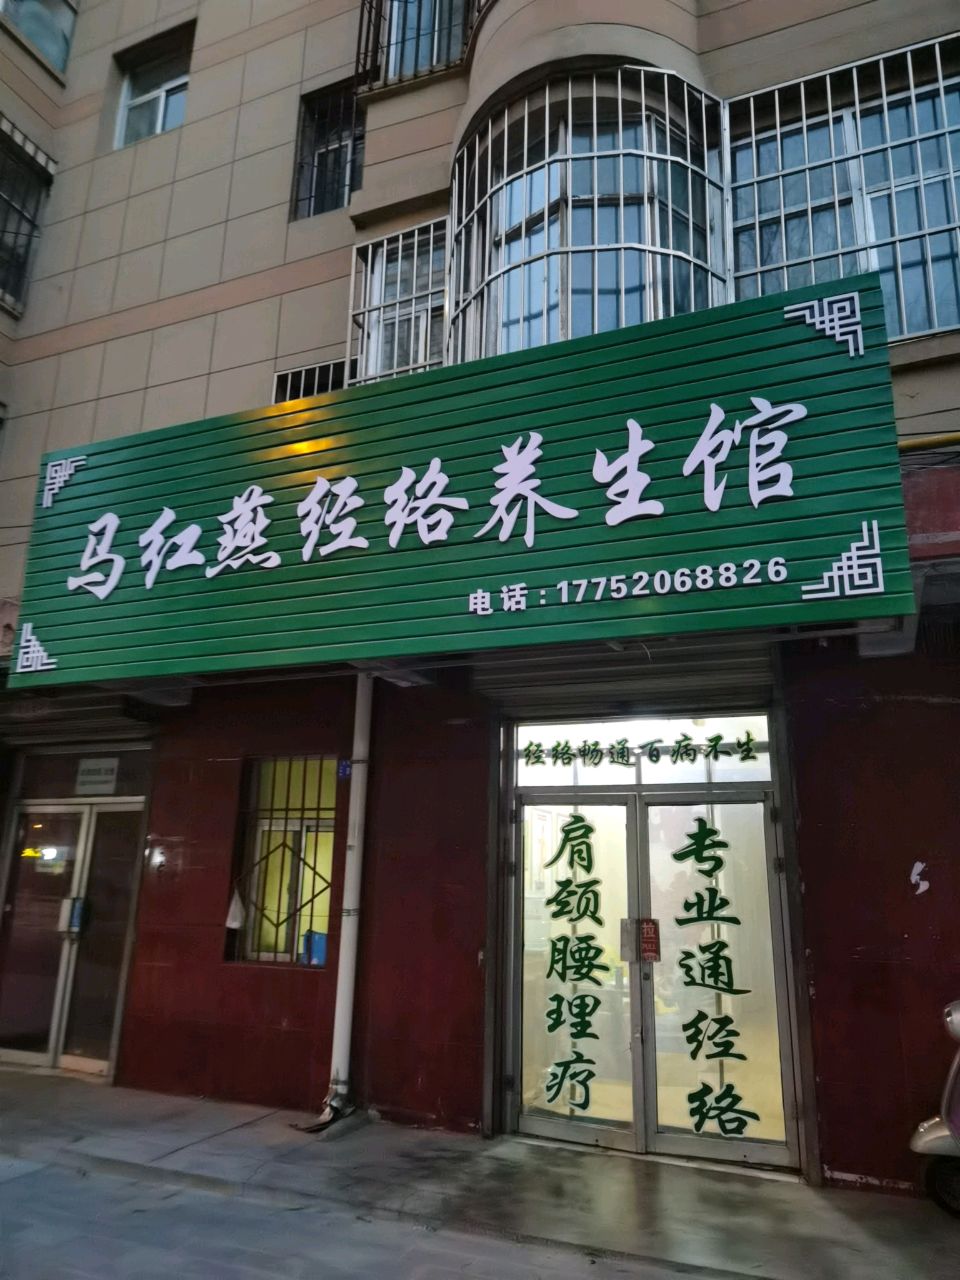 马红燕经络养生馆
电话:17752068826
经络畅通百病不生
肩颈腰理疗
专业通经络
拉
PULL